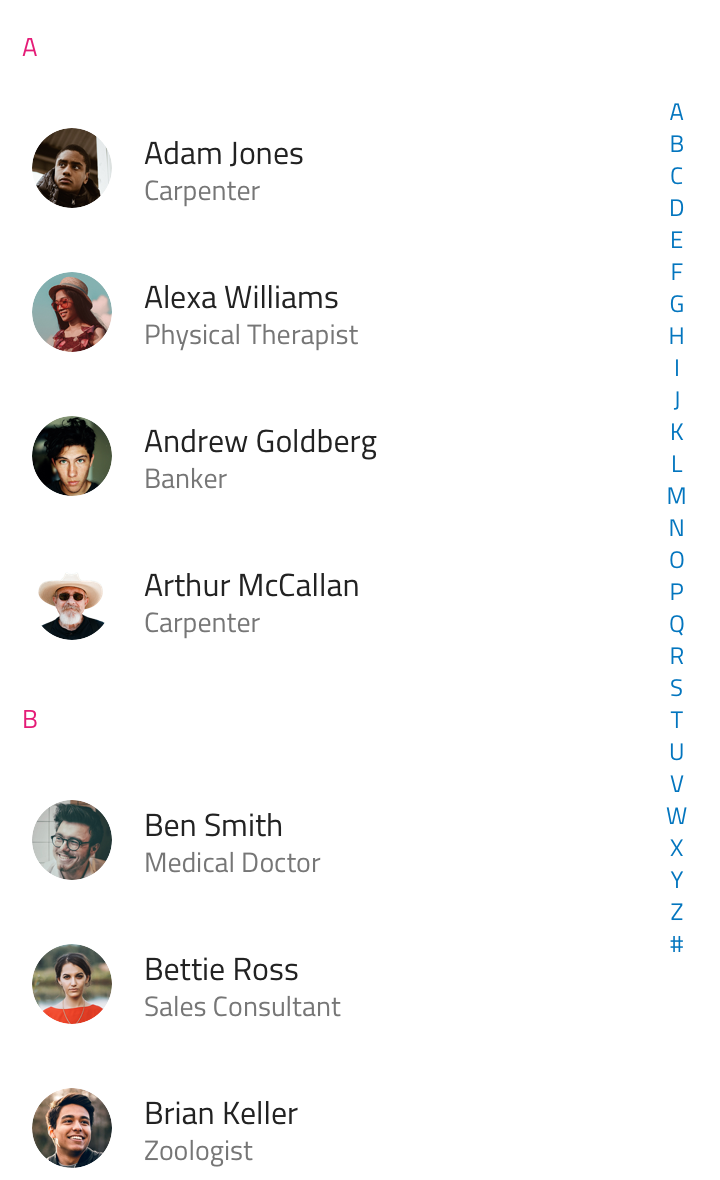 A
Adam Jones
Carpenter
Alexa Williams
Physical Therapist
Andrew Goldberg
Banker
Arthur McCallan
Carpenter
B
Ben Smith
Medical Doctor
Bettie Ross
Sales Consultant
Brian Keller
Zoologist
A
B
C
D
E
F
G
H
I
J
K
L
M
N
O
P
Q
R
S
T
U
V
W
X
Y
Z
#